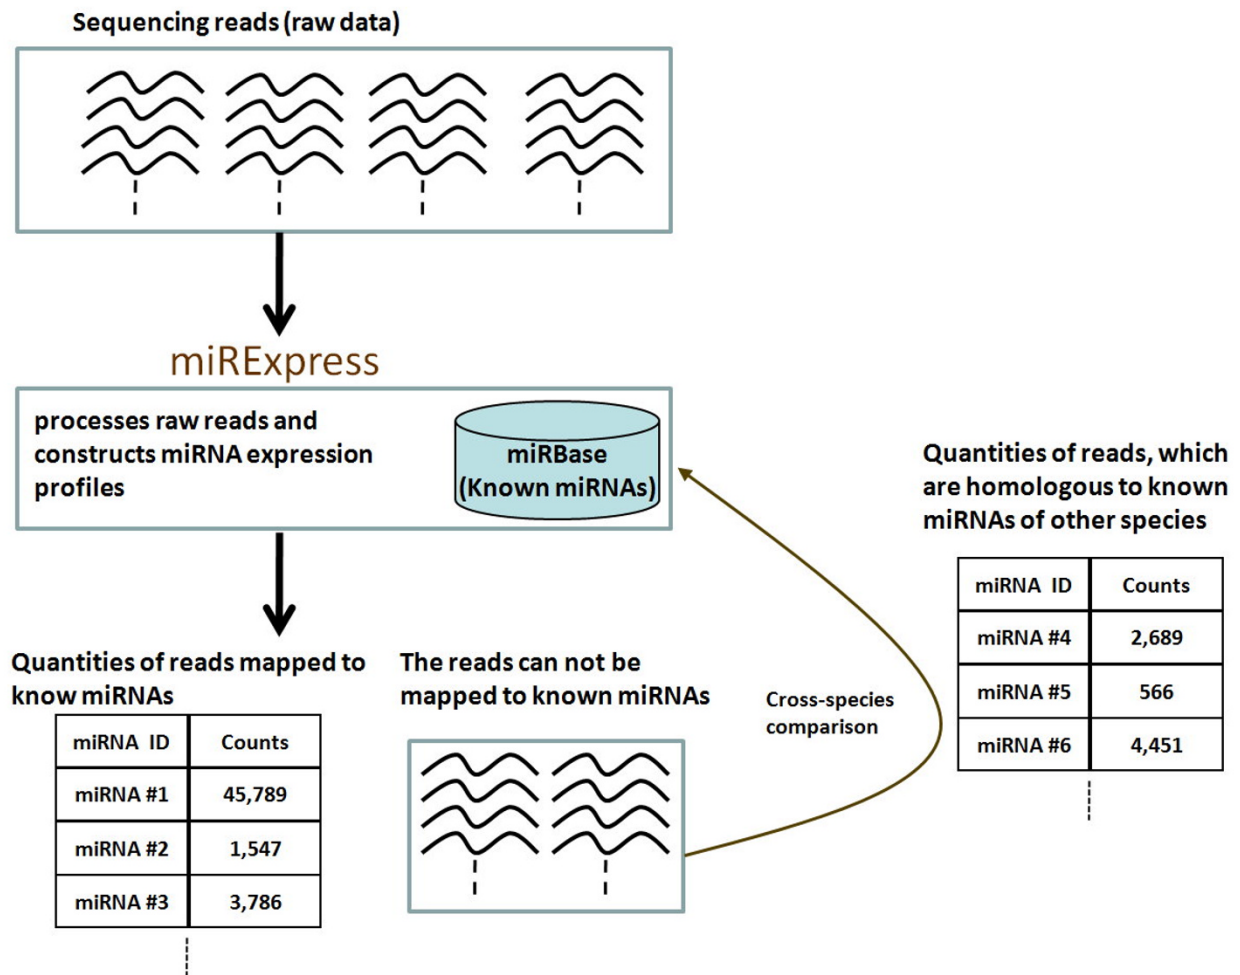 Sequencing reads (raw data)
miRExpress
processes raw reads and
constructs miRNA expression
profiles
miRBase
(Known miRNAs)
Quantities of reads mapped to
know miRNAs
miRNA ID Counts
miRNA #1 45,789
miRNA #2 1,547
miRNA #3 3,786
The reads can not be
mapped to known miRNAs
Cross-species
comparison
Quantities of reads, which
are homologous to known
miRNAs of other species
miRNA ID Counts
miRNA #4 2,689
miRNA #5 566
miRNA #6 4,451